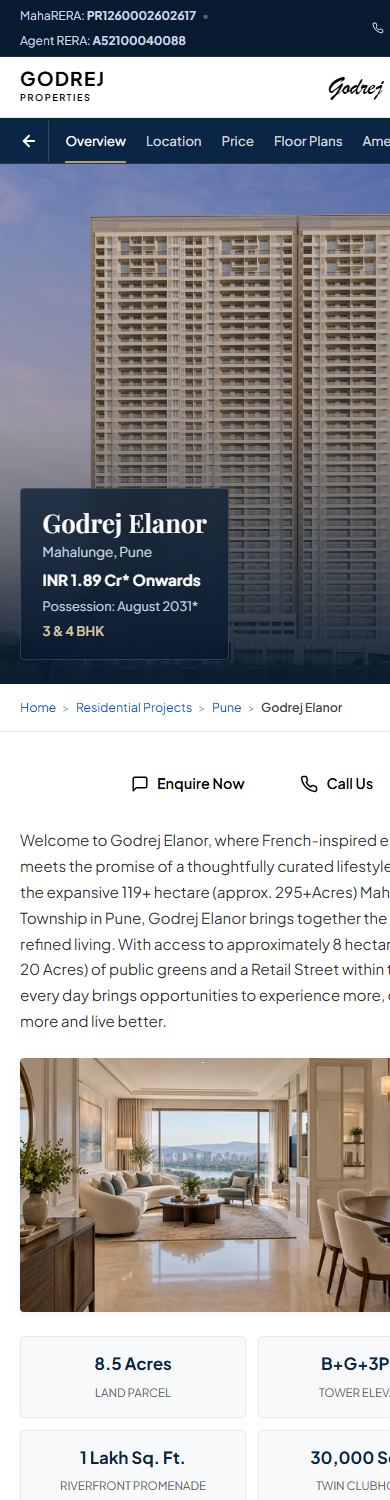 MahaRERA: PR1260002602617 •
Agent RERA: A52100040088
GODREJ
PROPERTIES
Godrej
Overview Location Price Floor Plans Ame
Godrej Elanor
Mahalunge, Pune
INR 1.89 Cr* Onwards
Possession: August 2031*
3 & 4 BHK
Home > Residential Projects > Pune > Godrej Elanor
Enquire Now Call Us
Welcome to Godrej Elanor, where French-inspired e
meets the promise of a thoughtfully curated lifestyle
the expansive 119+ hectare (approx. 295+Acres) Mah
Township in Pune, Godrej Elanor brings together the
refined living. With access to approximately 8 hectar
20 Acres) of public greens and a Retail Street within t
every day brings opportunities to experience more,
more and live better.
8.5 Acres
LAND PARCEL
B+G+3P
TOWER ELEV
1 Lakh Sq. Ft.
RIVERFRONT PROMENADE
30,000 S
TWIN CLUBH